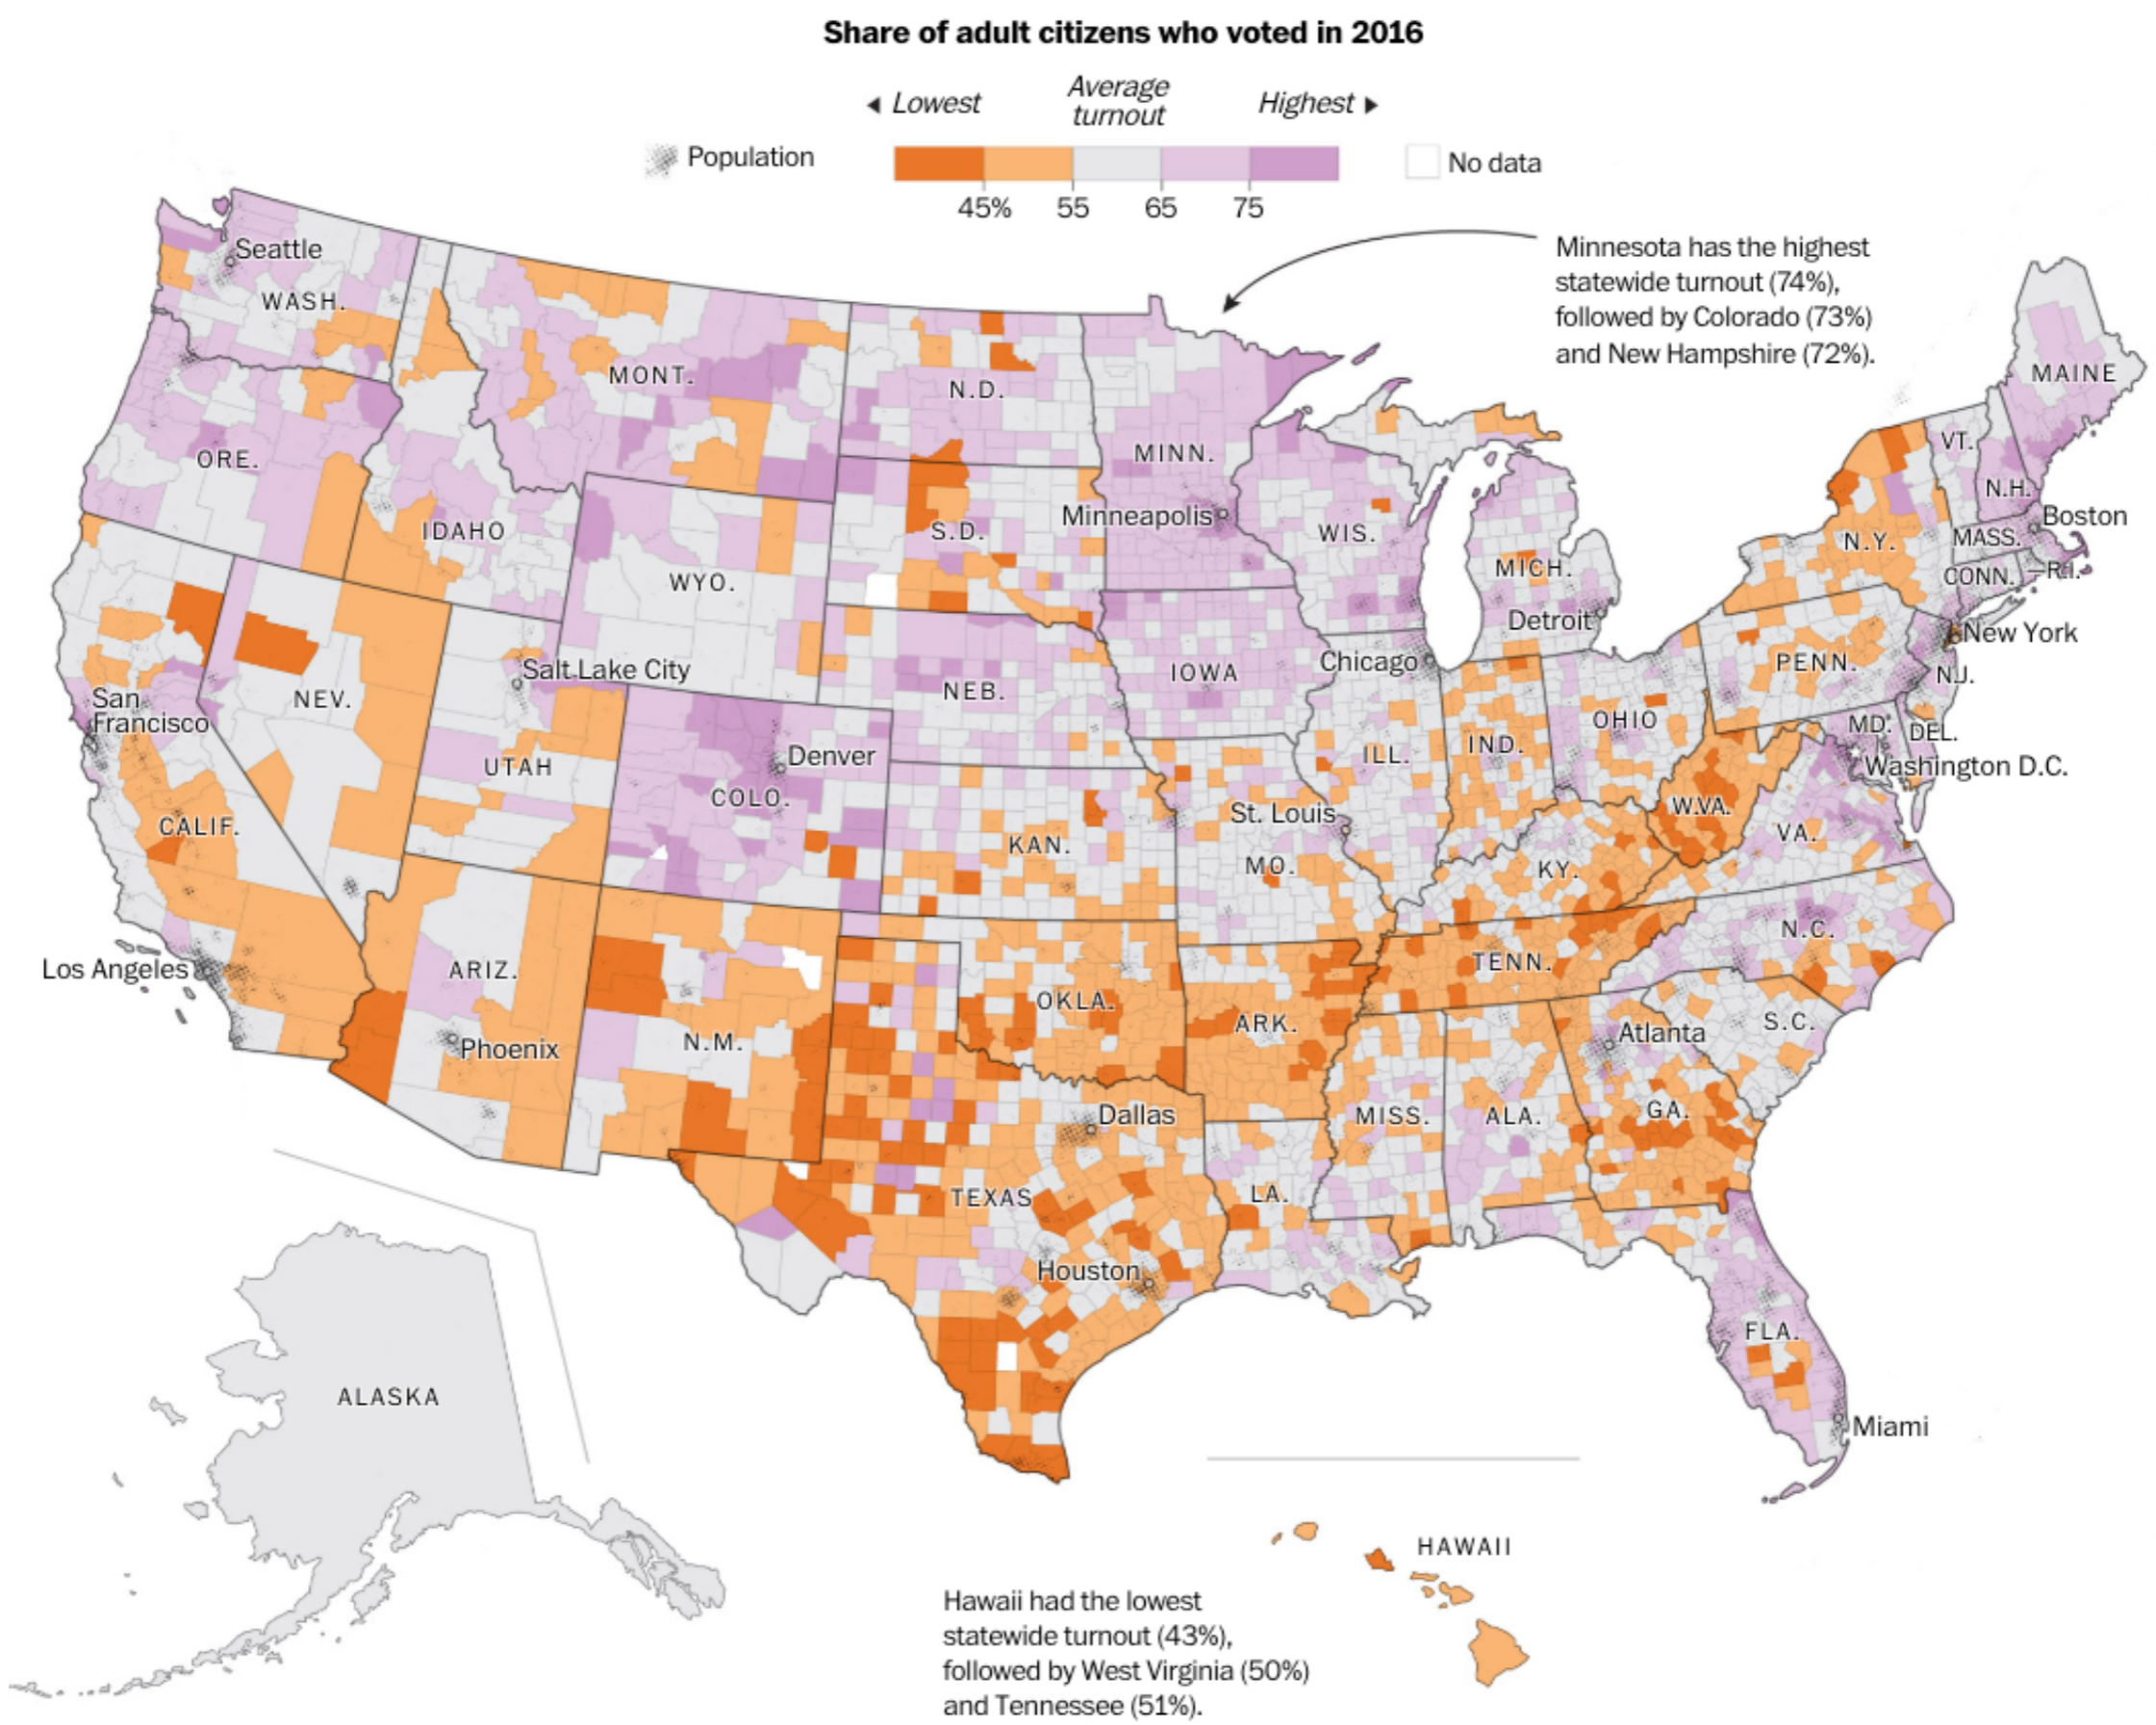 Share of adult citizens who voted in 2016
◀ Lowest
Average
turnout
Highest ▶
Population
45%
55
65
75
No data
Minnesota has the highest
statewide turnout (74%),
followed by Colorado (73%)
and New Hampshire (72%).
Seattle
WASH.
MONT.
N.D.
MINN.
MAINE
VT.
N.H.
ORE.
IDAHO
WYO.
S.D.
Minneapolis
WIS.
MICH.
Detroit
N.Y.
MASS.
Boston
CONN.
R.I.
New York
San
Francisco
NEV.
Salt Lake City
UTAH
NEB.
IOWA
Chicago
PENN.
N.J.
OHIO
IND.
ILL.
MD.
DEL.
Washington D.C.
Denver
COLO.
CALIF.
KAN.
St. Louis
MO.
KY.
W.VA.
VA.
Los Angeles
ARIZ.
Phoenix
N.M.
OKLA.
ARK.
TENN.
N.C.
S.C.
Atlanta
Dallas
TEXAS
Houston
LA.
MISS.
ALA.
GA.
FLA.
Miami
ALASKA
HAWAII
Hawaii had the lowest
statewide turnout (43%),
followed by West Virginia (50%)
and Tennessee (51%).